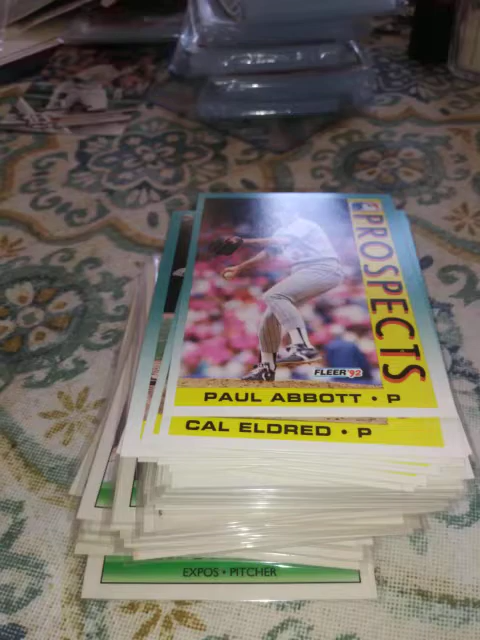 PROSPECTS
FLEER '92
PAUL ABBOTT • P
CAL ELDRED • P
EXPOS • PITCHER